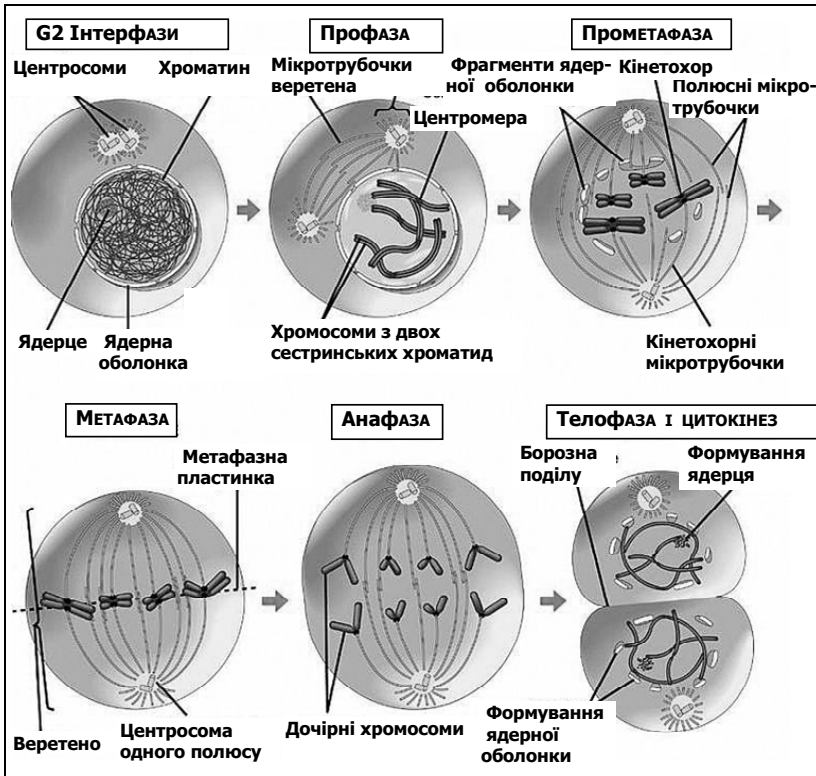 G2 ІНТЕРФАЗИ
ПРОФАЗА
ПРОМЕТАФАЗА
Центросоми
Хроматин
Мікротрубочки
веретена
Центромера
Фрагменти ядер-
ної оболонки
Кінетохор
Полюсні мікро-
трубочки
Ядерце
Ядерна
оболонка
Хромосоми з двох
сестринських хроматид
Кінетохорні
мікротрубочки
МЕТАФАЗА
АНАФАЗА
ТЕЛОФАЗА І ЦИТОКІНЕЗ
Метафазна
пластинка
Борозна
поділу
Формування
ядерця
Веретено
Центросома
одного полюсу
Дочірні хромосоми
Формування
ядерної
оболонки